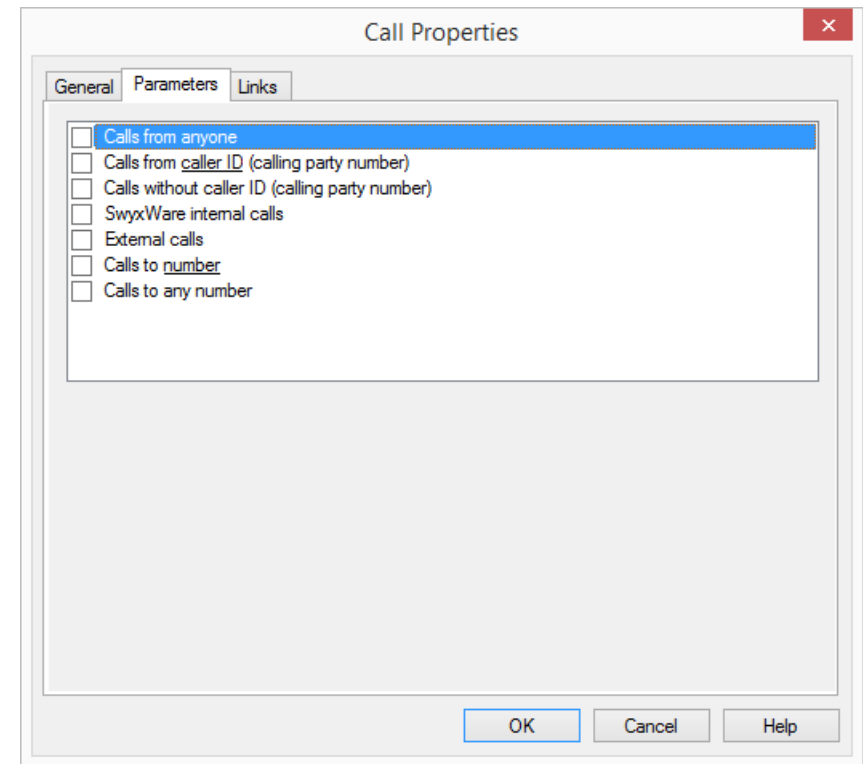 Call Properties
General Parameters Links
Calls from anyone
Calls from caller ID (calling party number)
Calls without caller ID (calling party number)
SwyxWare internal calls
External calls
Calls to number
Calls to any number
OK Cancel Help